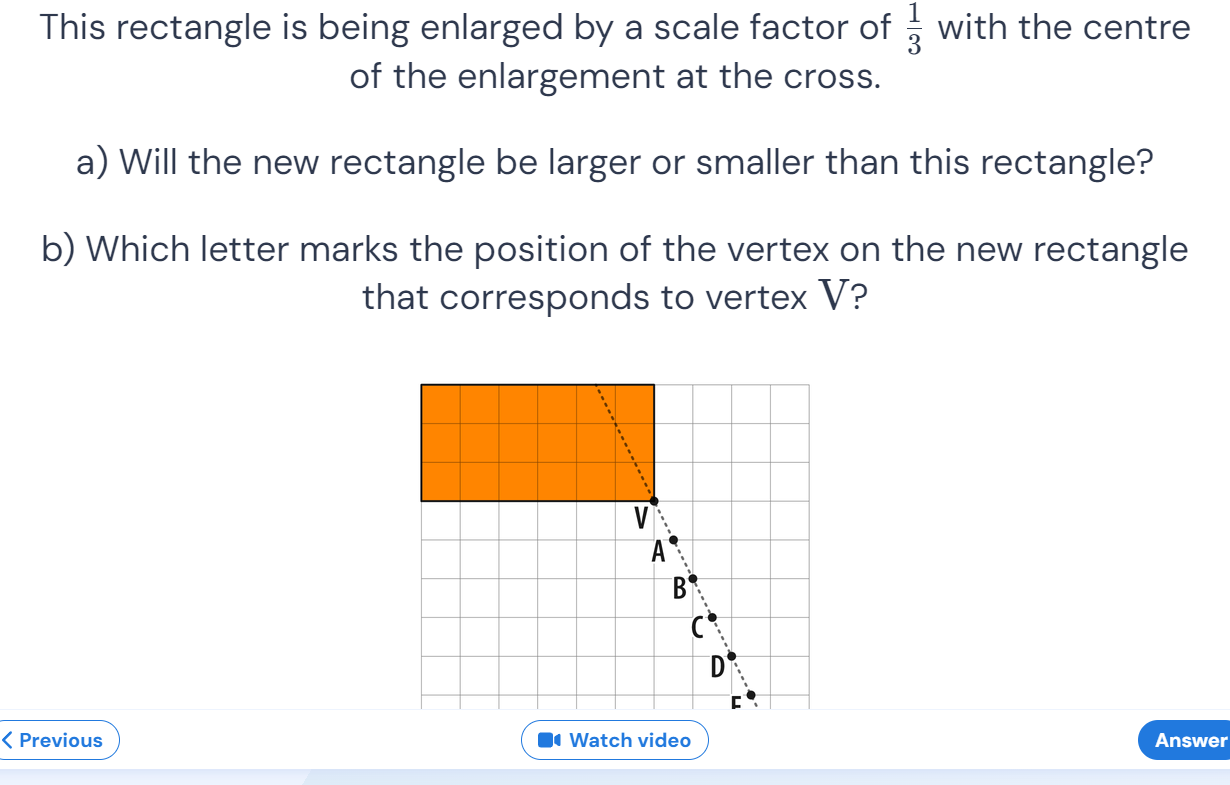 This rectangle is being enlarged by a scale factor of 1/3 with the centre
of the enlargement at the cross.
a) Will the new rectangle be larger or smaller than this rectangle?
b) Which letter marks the position of the vertex on the new rectangle
that corresponds to vertex V?
V
A
B
C
D
Previous
Watch video
Answer